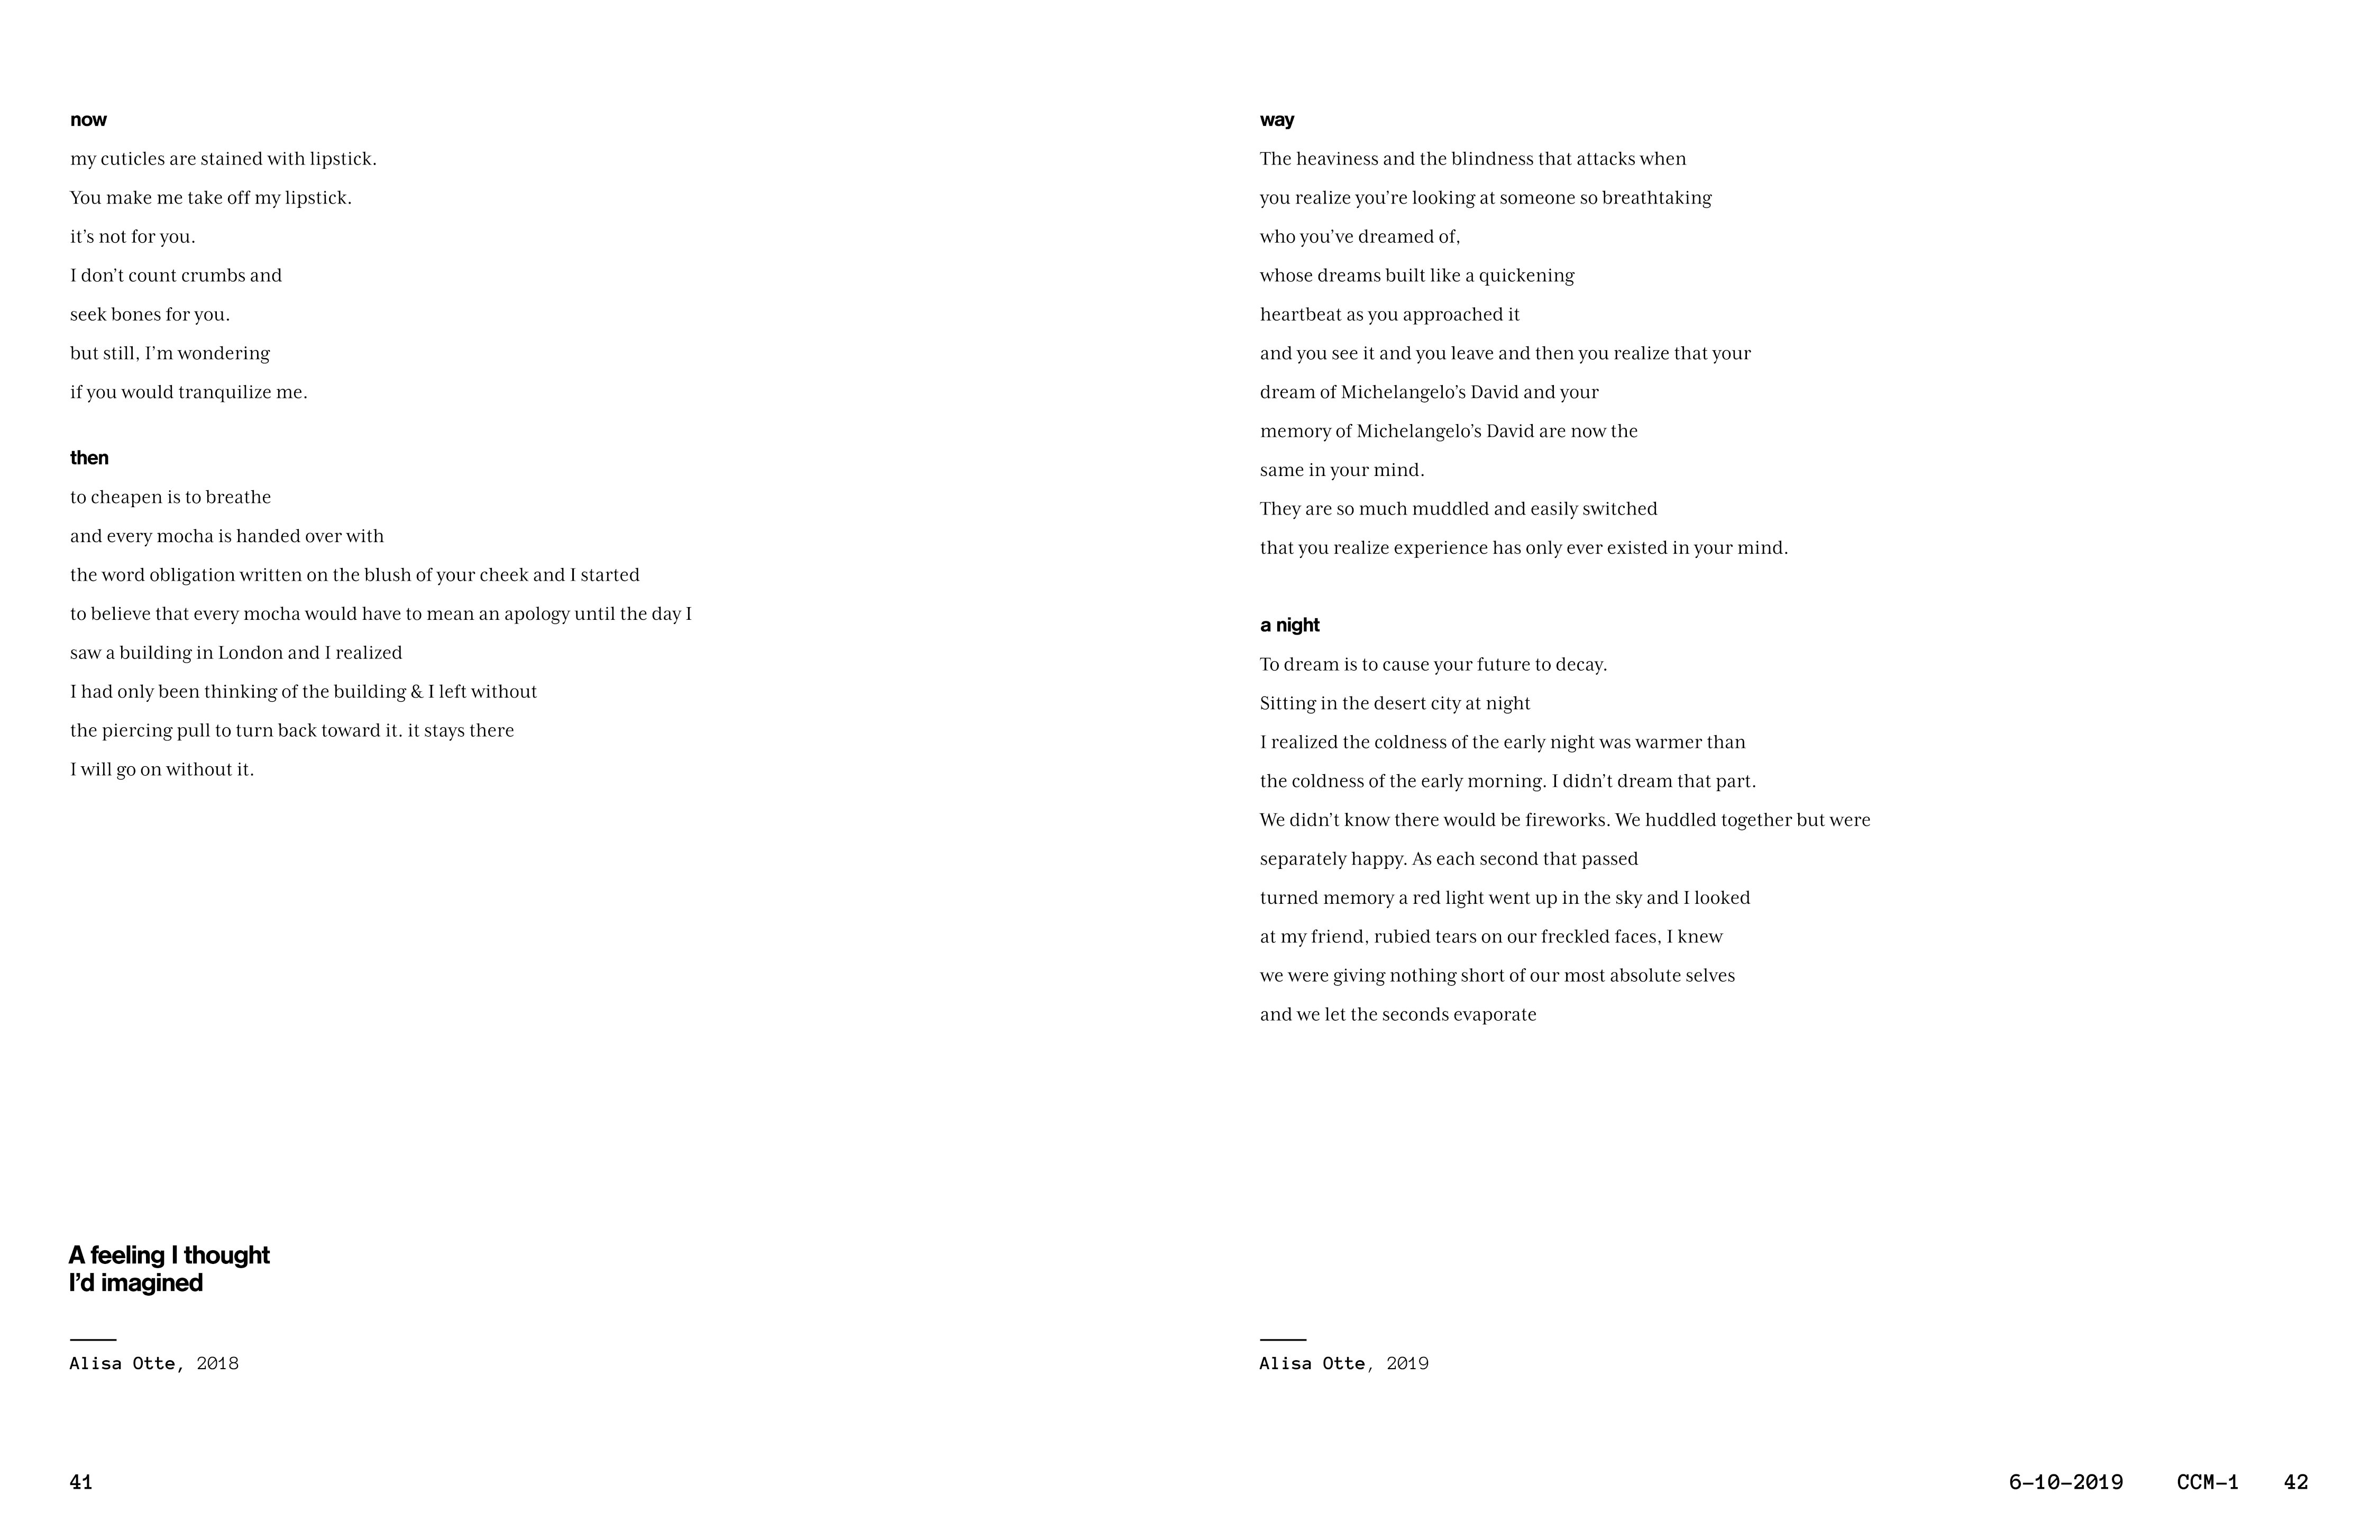 now
my cuticles are stained with lipstick.
You make me take off my lipstick.
it’s not for you.
I don’t count crumbs and
seek bones for you.
but still, I’m wondering
if you would tranquilize me.
then
to cheapen is to breathe
and every mocha is handed over with
the word obligation written on the blush of your cheek and I started
to believe that every mocha would have to mean an apology until the day I
saw a building in London and I realized
I had only been thinking of the building & I left without
the piercing pull to turn back toward it. it stays there
I will go on without it.
A feeling I thought
I’d imagined
Alisa Otte, 2018
41
way
The heaviness and the blindness that attacks when
you realize you’re looking at someone so breathtaking
who you’ve dreamed of,
whose dreams built like a quickening
heartbeat as you approached it
and you see it and you leave and then you realize that your
dream of Michelangelo’s David and your
memory of Michelangelo’s David are now the
same in your mind.
They are so much muddled and easily switched
that you realize experience has only ever existed in your mind.
a night
To dream is to cause your future to decay.
Sitting in the desert city at night
I realized the coldness of the early night was warmer than
the coldness of the early morning. I didn’t dream that part.
We didn’t know there would be fireworks. We huddled together but were
separately happy. As each second that passed
turned memory a red light went up in the sky and I looked
at my friend, rubied tears on our freckled faces, I knew
we were giving nothing short of our most absolute selves
and we let the seconds evaporate
Alisa Otte, 2019
6-10-2019 CCM-1 42